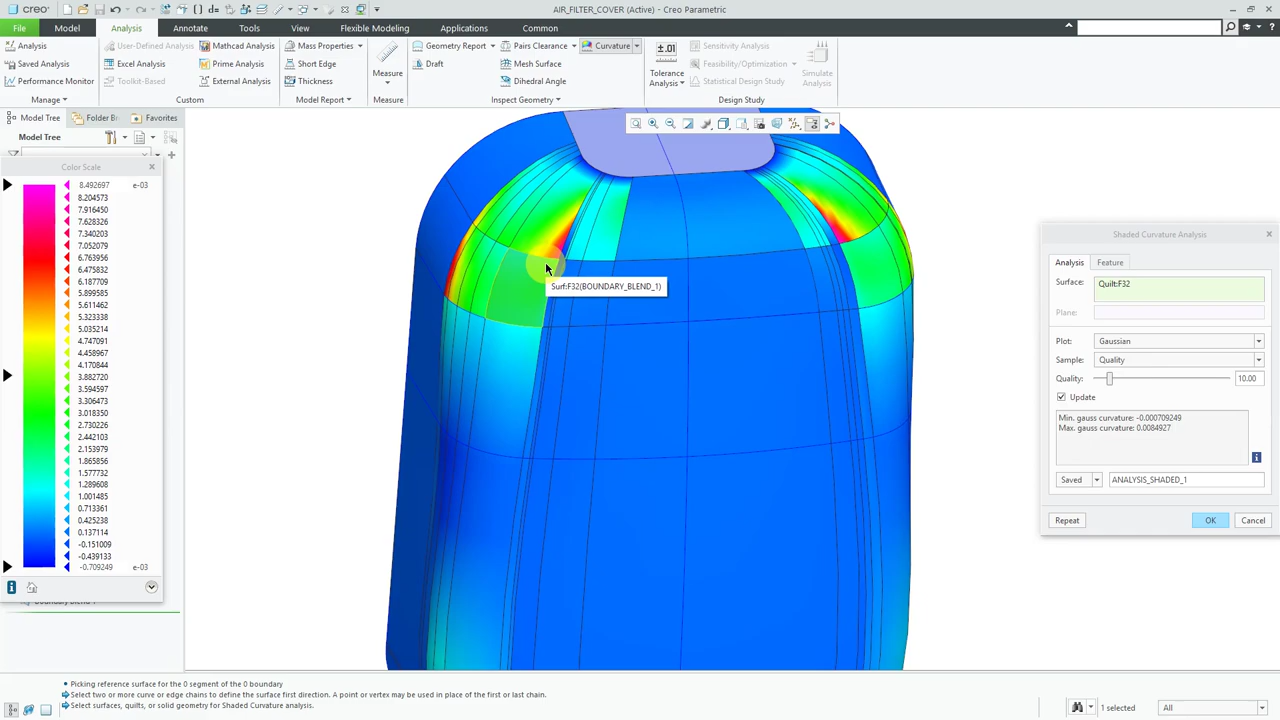 creo
AIR_FILTER_COVER (Active) - Creo Parametric
File Model Analysis Annotate Tools View Flexible Modeling Applications Common
Analysis
Saved Analysis
Performance Monitor
Manage
User-Defined Analysis
Excel Analysis
Toolkit-Based
Mathcad Analysis
Prime Analysis
External Analysis
Custom
Mass Properties
Short Edge
Thickness
Model Report
Measure
Measure
Geometry Report
Draft
Pairs Clearance
Mesh Surface
Dihedral Angle
Curvature
Inspect Geometry
±.01
Tolerance
Analysis
Sensitivity Analysis
Feasibility/Optimization
Statistical Design Study
Simulate
Analysis
Design Study
Model Tree Folder Br Favorites
Model Tree
Color Scale
8.492697 e-03
8.204573
7.916450
7.628326
7.340203
7.052079
6.763956
6.475832
6.187709
5.899585
5.611462
5.323338
5.035214
4.747091
4.458967
4.170844
3.882720
3.594597
3.306473
3.018350
2.730226
2.442103
2.153979
1.865856
1.577732
1.289608
1.001485
0.713361
0.425238
0.137114
-0.151009
-0.439133
-0.709249 e-03
Surf:F32(BOUNDARY_BLEND_1)
Shaded Curvature Analysis
Analysis Feature
Surface: Quilt:F32
Plane:
Plot: Gaussian
Sample: Quality
Quality: 10.00
Update
Min. gauss curvature: -0.000709249
Max. gauss curvature: 0.0084927
Saved ANALYSIS_SHADED_1
Repeat OK Cancel
Picking reference surface for the 0 segment of the 0 boundary
Select two or more curve or edge chains to define the surface first direction. A point or vertex may be used in place of the first or last chain.
Select surfaces, quilts, or solid geometry for Shaded Curvature analysis.
1 selected
All